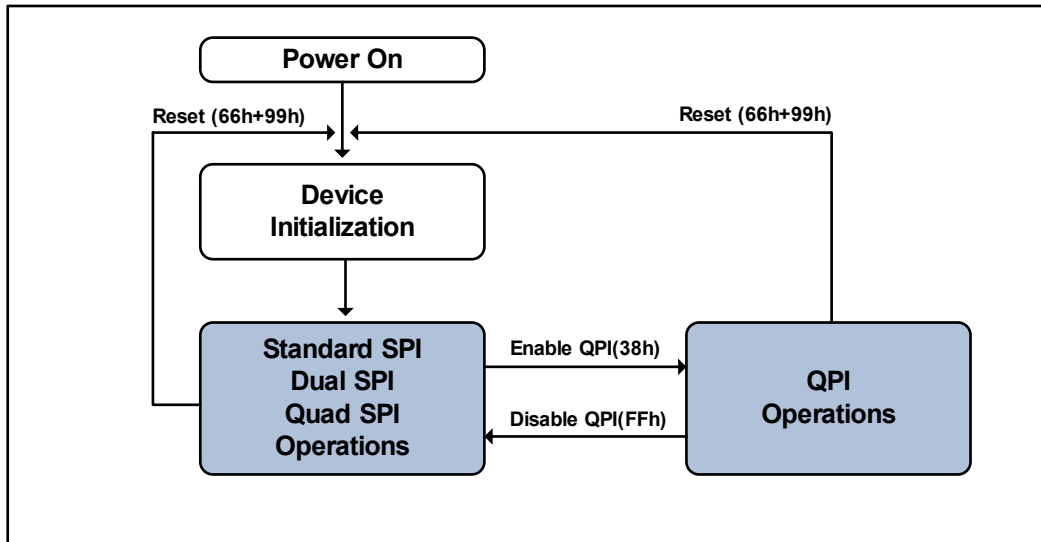 Power On
Reset (66h+99h)
Reset (66h+99h)
Device
Initialization
Standard SPI
Dual SPI
Quad SPI
Operations
Enable QPI(38h)
Disable QPI(FFh)
QPI
Operations